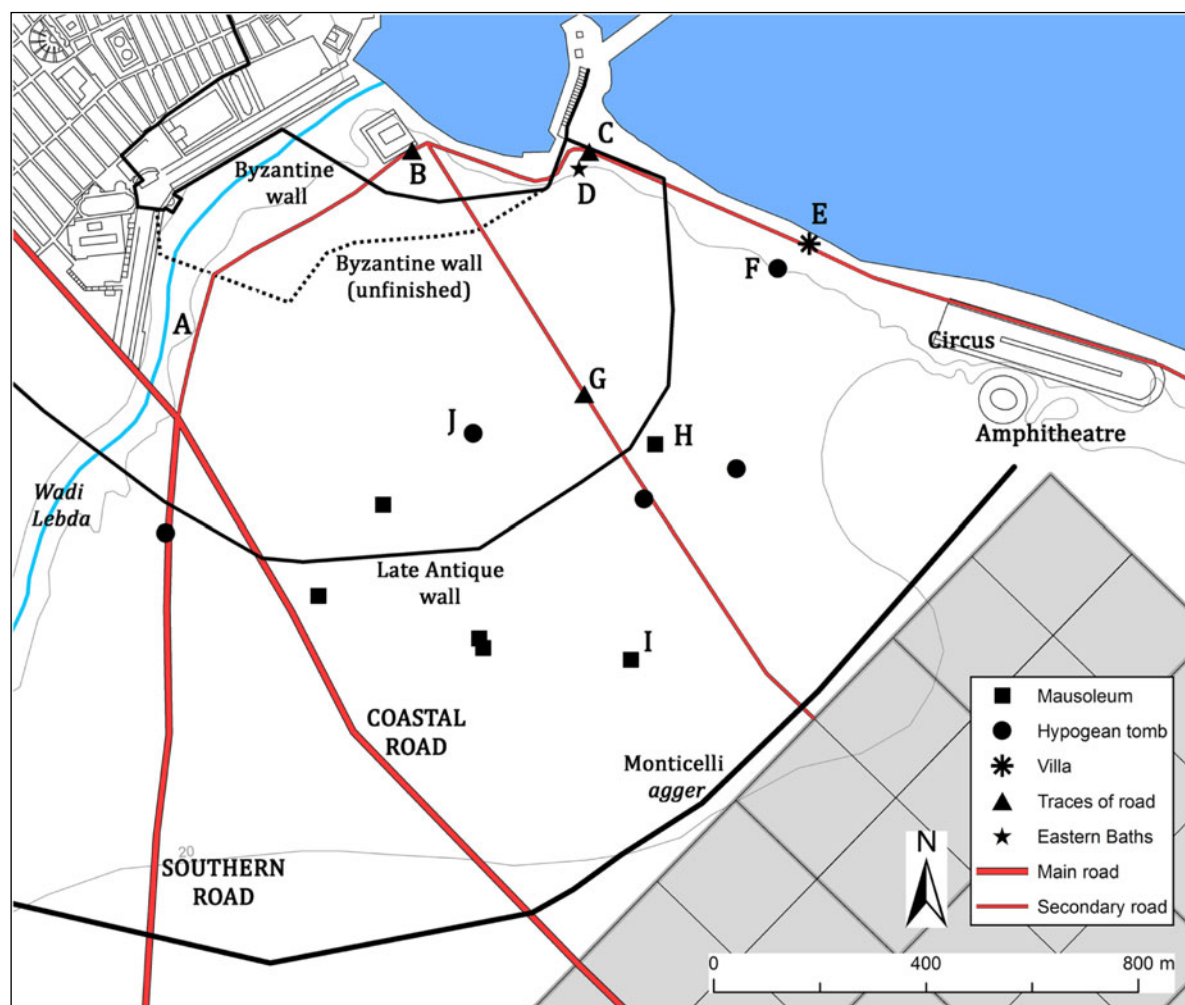 C
Byzantine
wall
B
D
E
Byzantine wall
(unfinished)
F
A
Circus
G
J
H
Amphitheatre
Wadi
Lebda
Late Antique
wall
I
COASTAL
ROAD
Monticelli
agger
20
SOUTHERN
ROAD
Mausoleum
Hypogean tomb
Villa
Traces of road
Eastern Baths
Main road
Secondary road
N
0 400 800 m